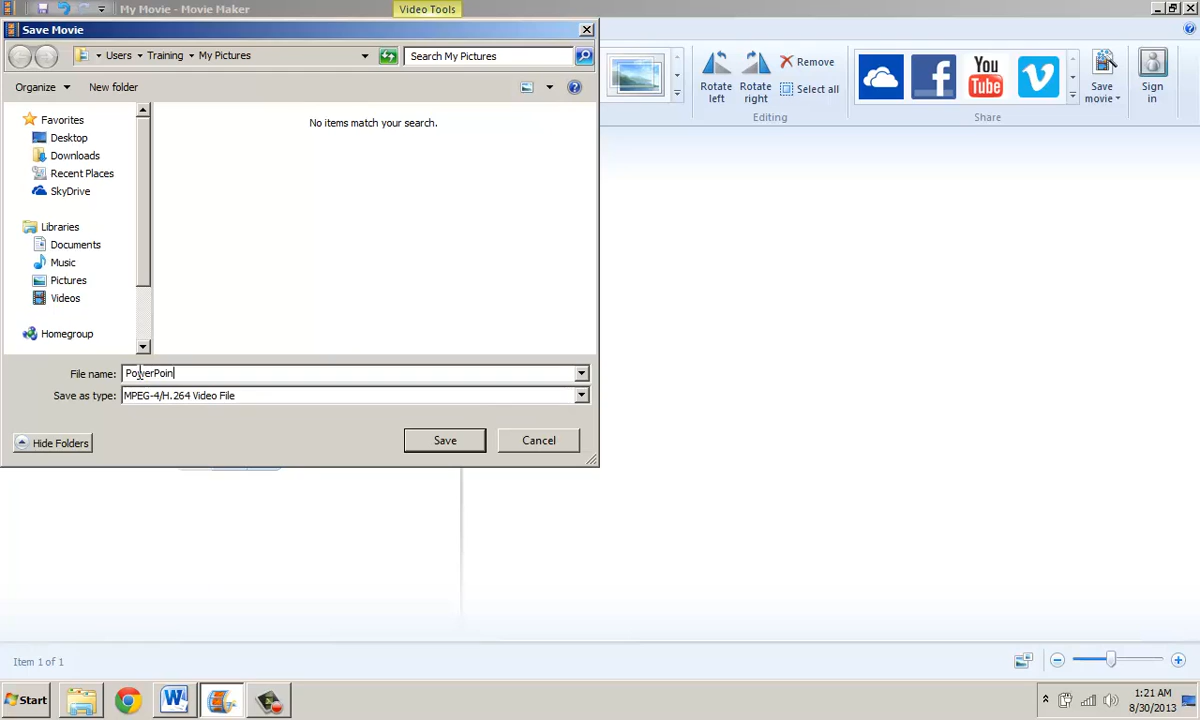 My Movie - Movie Maker
Video Tools
Save Movie
Users
Training
My Pictures
Search My Pictures
Organize
New folder
Favorites
Desktop
Downloads
Recent Places
SkyDrive
Libraries
Documents
Music
Pictures
Videos
Homegroup
No items match your search.
File name:
PowerPoin
Save as type:
MPEG-4/H.264 Video File
Hide Folders
Save
Cancel
Rotate left
Rotate right
Remove
Select all
Editing
You Tube
Share
Save movie
Sign in
Item 1 of 1
Start
1:21 AM
8/30/2013